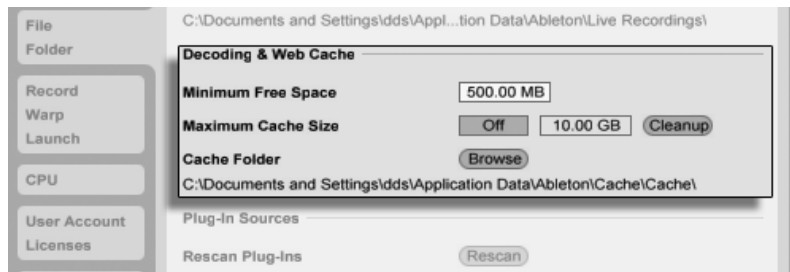 File
Folder
Record
Warp
Launch
CPU
User Account
Licenses
C:\Documents and Settings\dds\Appl...tion Data\Ableton\Live Recordings\
Decoding & Web Cache
Minimum Free Space 500.00 MB
Maximum Cache Size Off 10.00 GB Cleanup
Cache Folder Browse
C:\Documents and Settings\dds\Application Data\Ableton\Cache\Cache\
Plug-In Sources
Rescan Plug-Ins Rescan